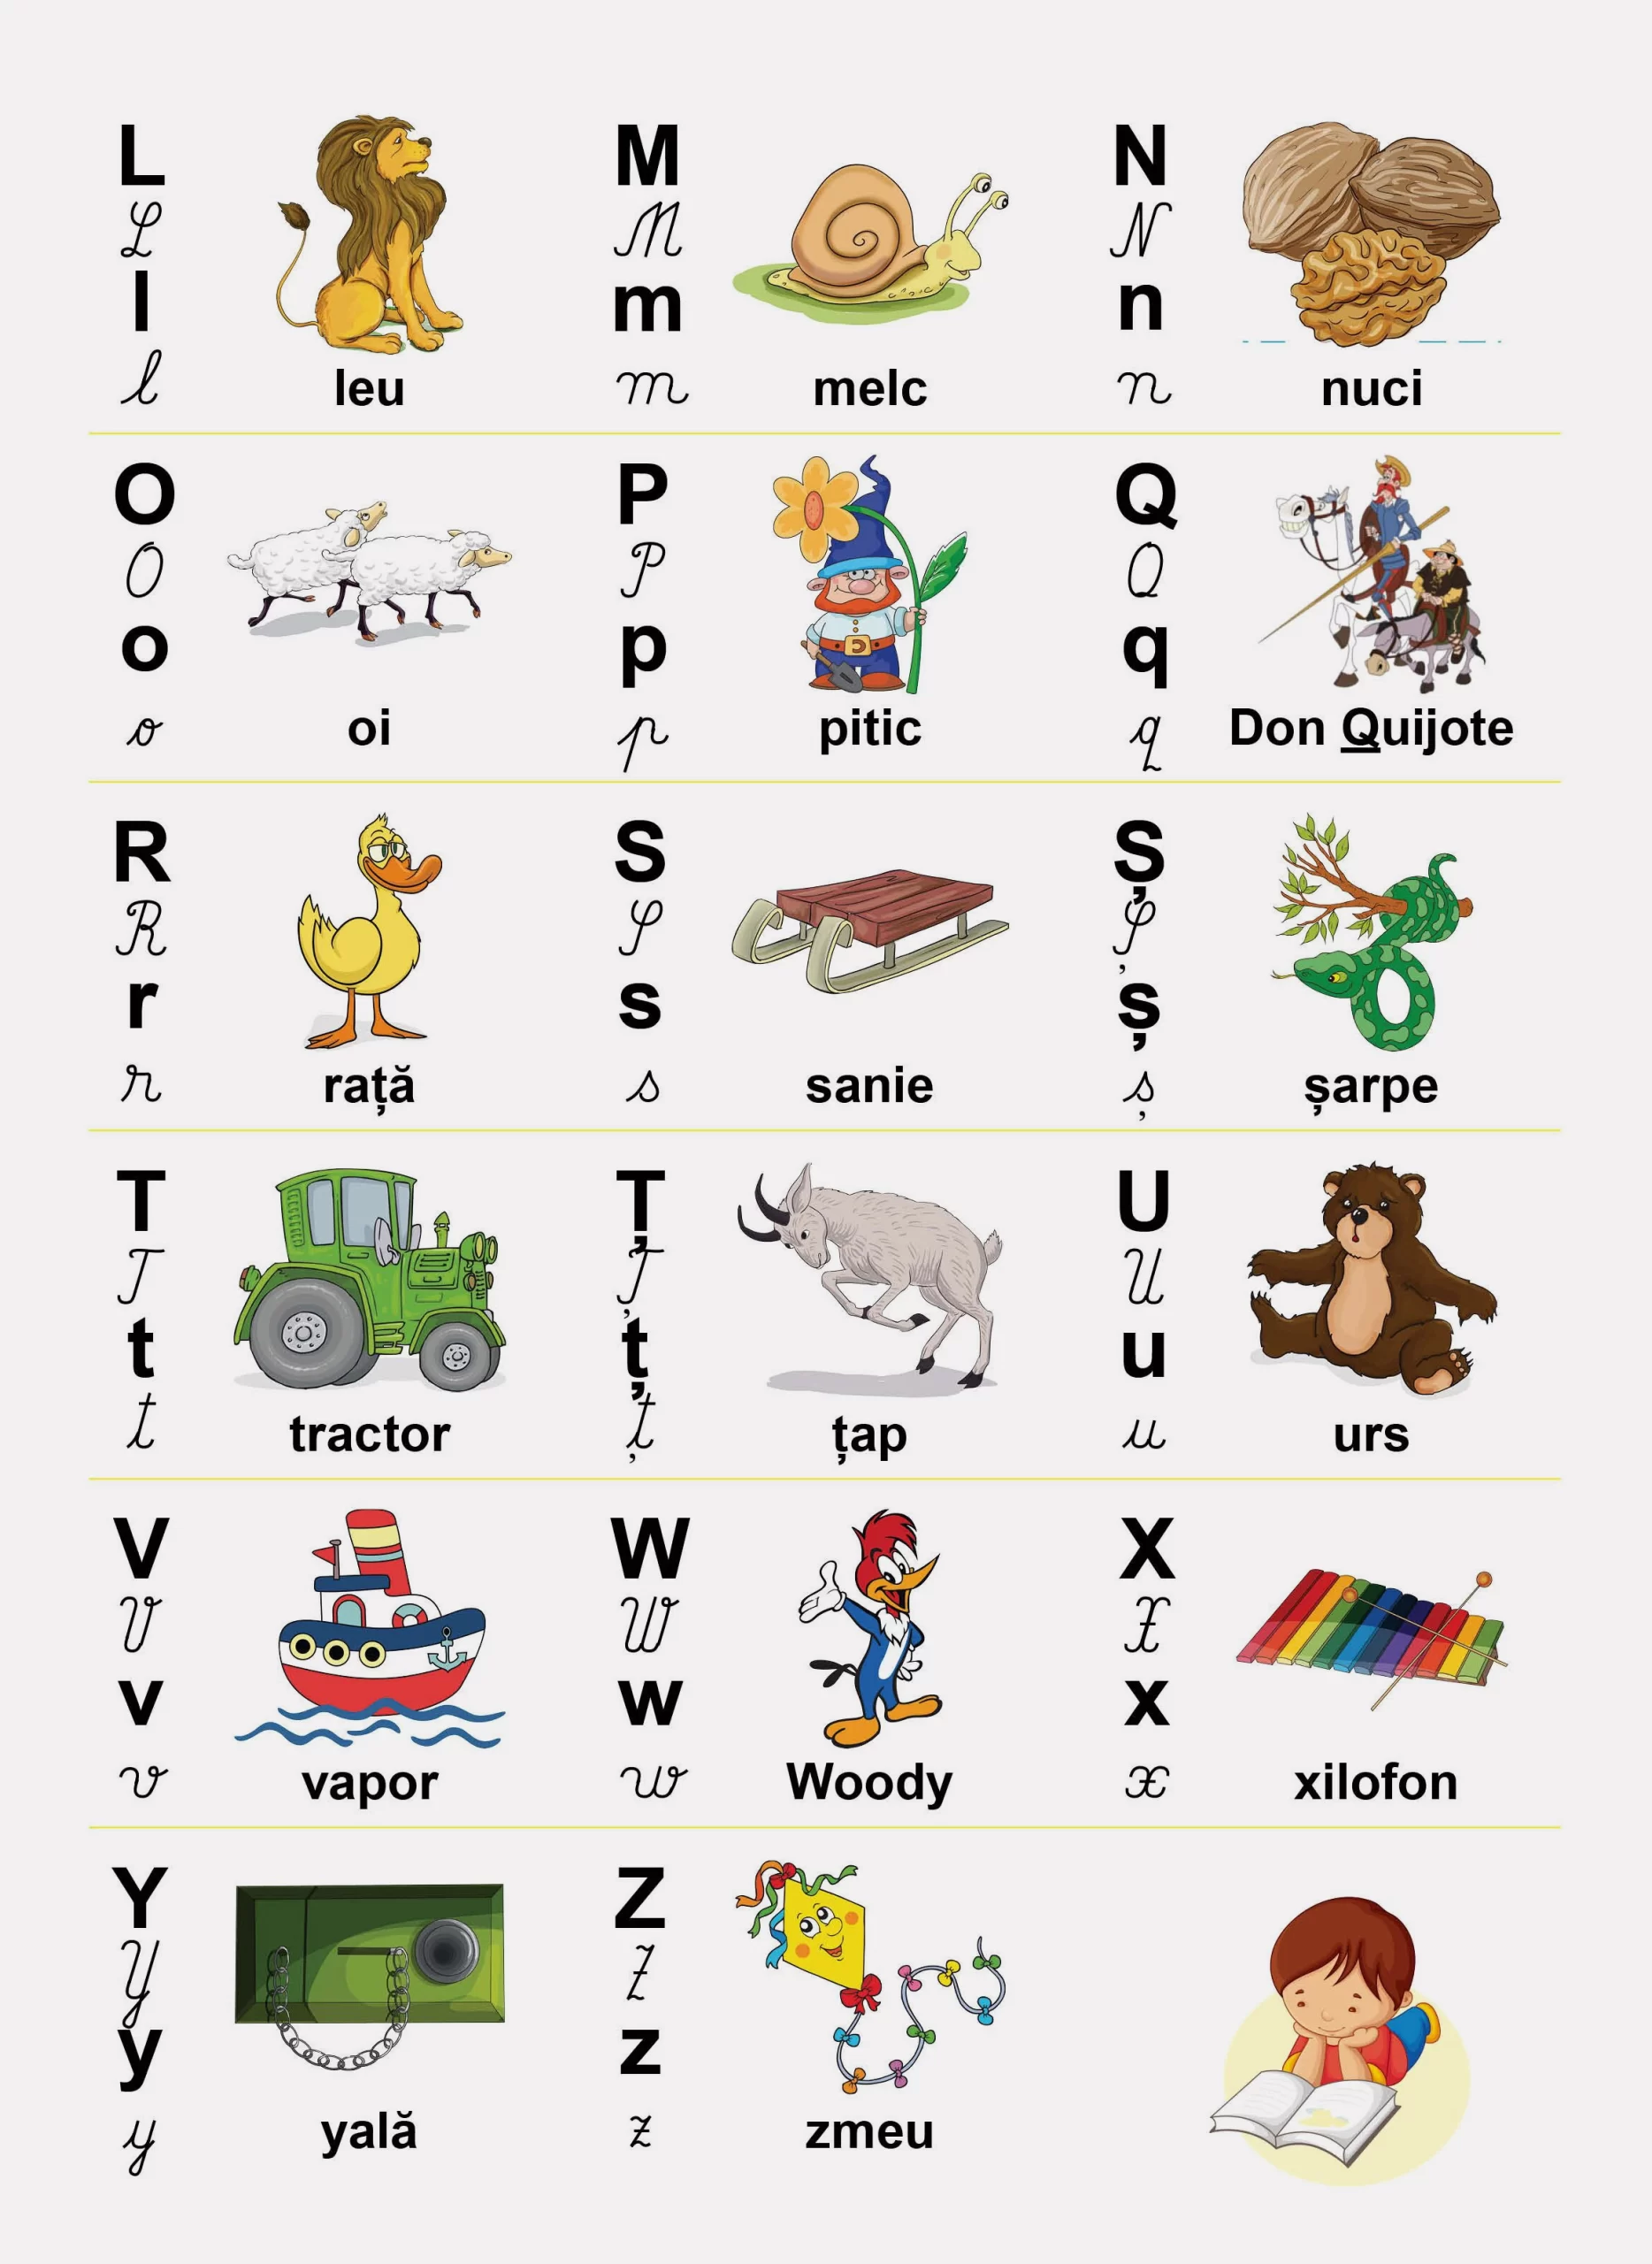 L
L
l
l
leu
M
M
m
m
melc
N
N
n
n
nuci
O
O
o
o
oi
P
P
p
p
pitic
Q
Q
q
q
Don Quijote
R
R
r
r
rață
S
S
s
s
sanie
Ș
Ș
ș
ș
șarpe
T
T
t
t
tractor
Ț
Ț
ț
ț
țap
U
U
u
u
urs
V
V
v
v
vapor
W
W
w
w
Woody
X
X
x
x
xilofon
Y
Y
y
y
yală
Z
Z
z
z
zmeu